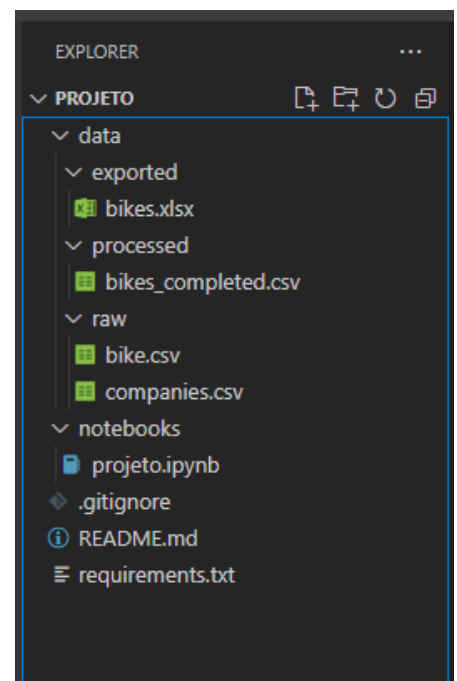 EXPLORER ...
PROJETO
data
exported
bikes.xlsx
processed
bikes_completed.csv
raw
bike.csv
companies.csv
notebooks
projeto.ipynb
.gitignore
README.md
requirements.txt